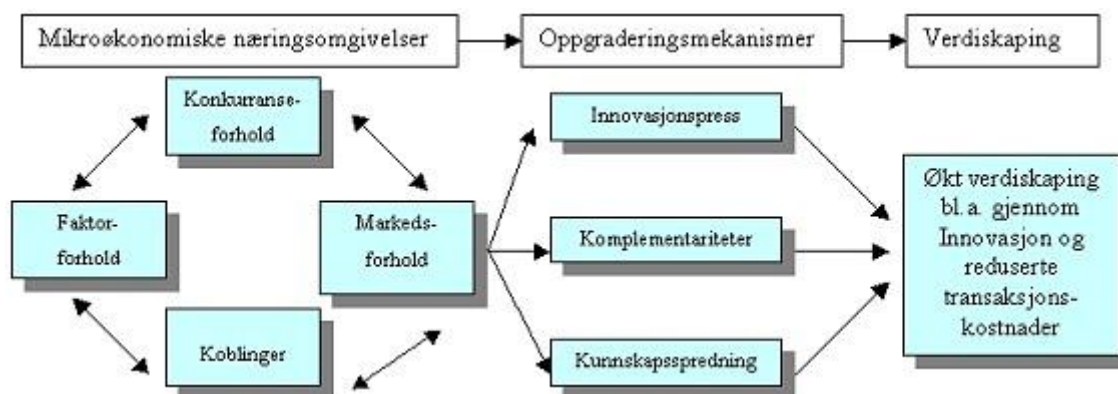 Mikroøkonomiske næringsomgivelser
Oppgraderingsmekanismer
Verdiskaping
Konkurranse-
forhold
Faktor-
forhold
Markeds-
forhold
Koblinger
Innovasjonspress
Komplementariteter
Kunnskapsspredning
Økt verdiskaping
bl.a. gjennom
Innovasjon og
reduserte
transaksjons-
kostnader